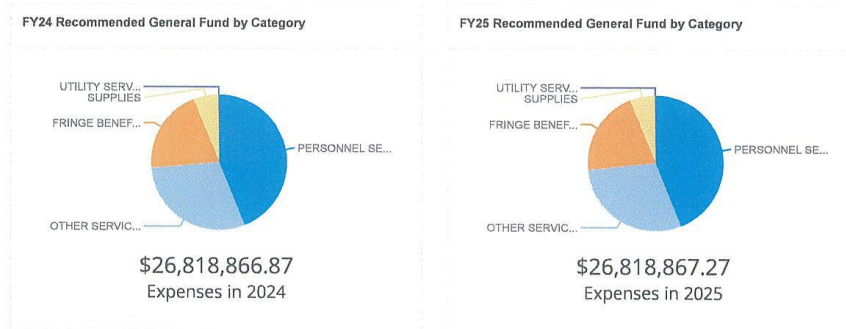 FY24 Recommended General Fund by Category
UTILITY SERV...
SUPPLIES
FRINGE BENEF...
PERSONNEL SE...
OTHER SERVIC...
$26,818,866.87
Expenses in 2024
FY25 Recommended General Fund by Category
UTILITY SERV...
SUPPLIES
FRINGE BENEF...
PERSONNEL SE...
OTHER SERVIC...
$26,818,867.27
Expenses in 2025